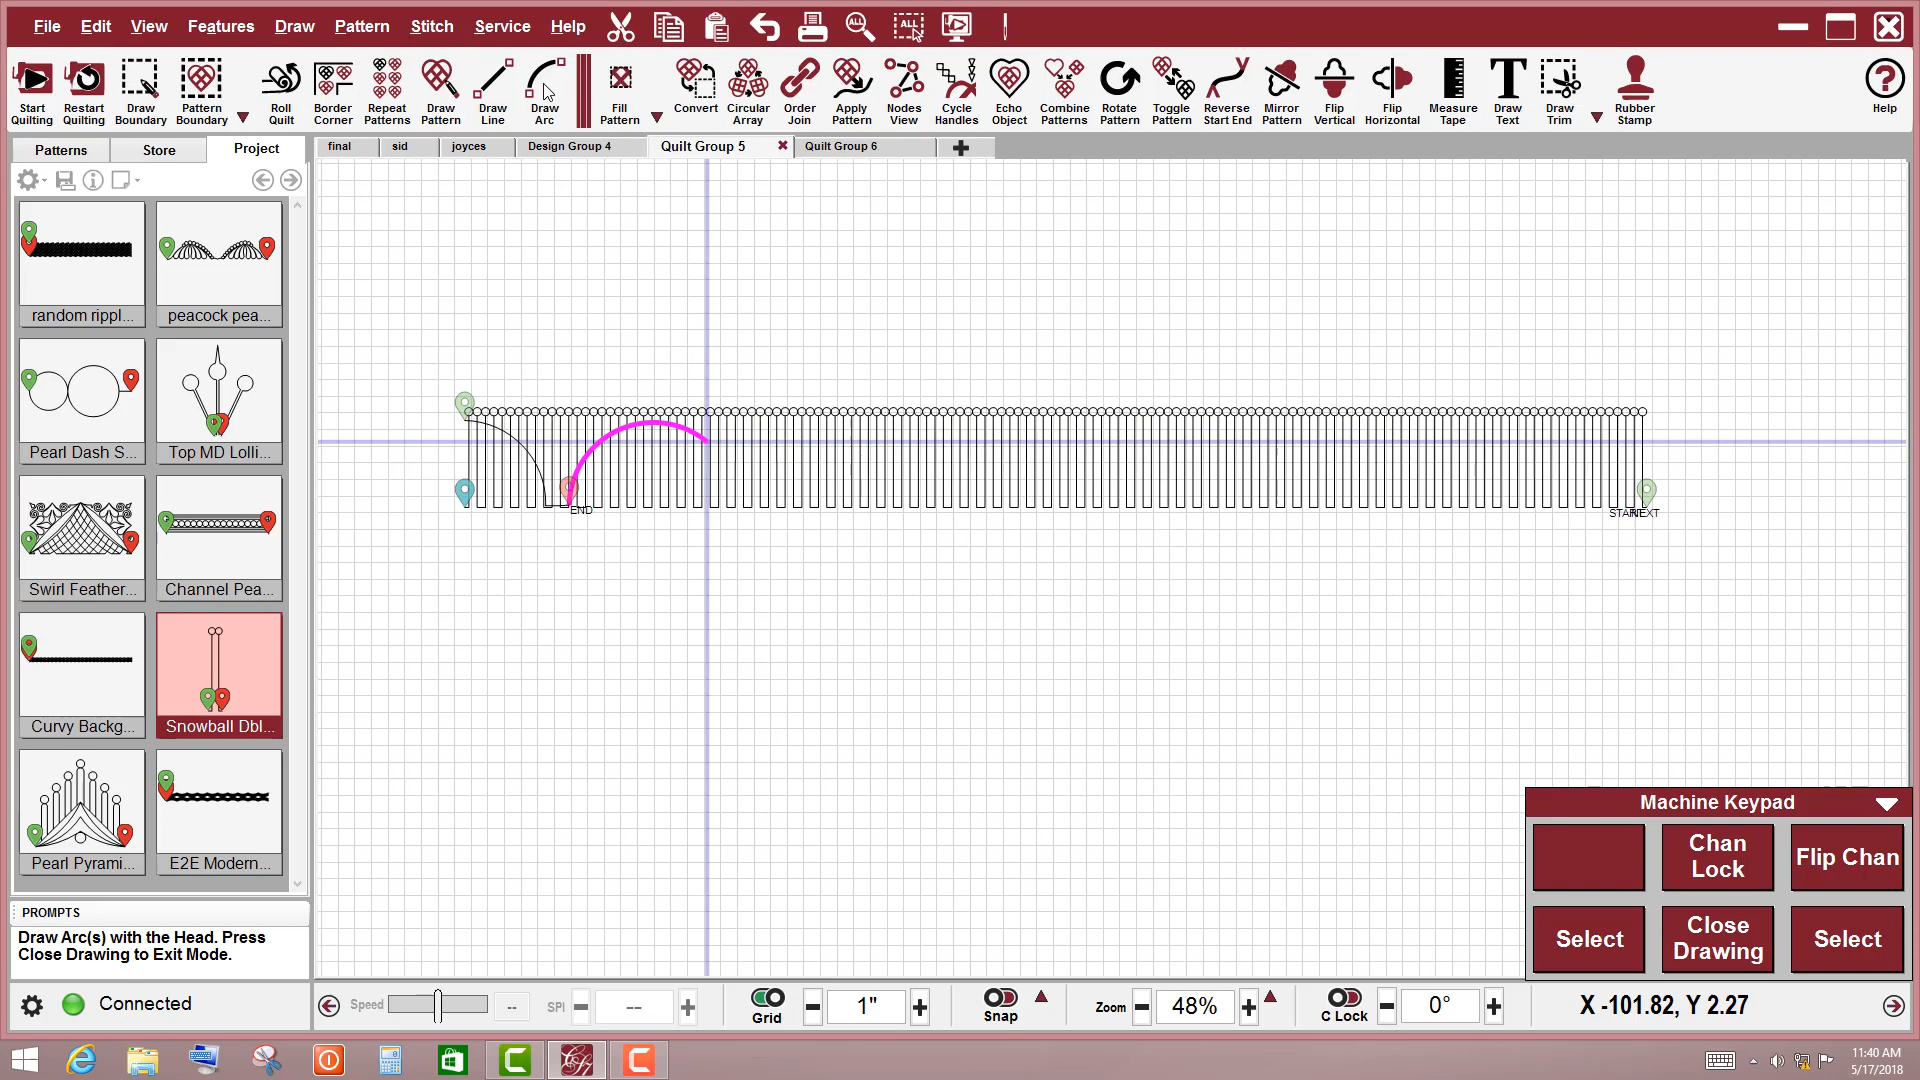 File Edit View Features Draw Pattern Stitch Service Help
ALL ALL
Start Quilting
Restart Quilting
Draw Boundary
Pattern Boundary
Roll Quilt
Border Corner
Repeat Patterns
Draw Pattern
Draw Line
Draw Arc
Fill Pattern
Convert
Circular Array
Order Join
Apply Pattern
Nodes View
Cycle Handles
Echo Object
Combine Patterns
Rotate Pattern
Toggle Pattern
Reverse Start End
Mirror Pattern
Flip Vertical
Flip Horizontal
Measure Tape
Draw Text
Draw Trim
Rubber Stamp
Help
Patterns Store Project
final sid joyces Design Group 4 Quilt Group 5 Quilt Group 6
random rippl... peacock pea...
Pearl Dash S... Top MD Lolli...
Swirl Feather... Channel Pea...
Curvy Backg... Snowball Dbl...
Pearl Pyrami... E2E Modern...
END
Machine Keypad
Chan Lock
Flip Chan
Select
Close Drawing
Select
PROMPTS
Draw Arc(s) with the Head. Press
Close Drawing to Exit Mode.
Connected
Speed -- SPI -- Grid 1" Snap Zoom 48% C Lock 0° X -101.82, Y 2.27
11:40 AM
5/17/2018